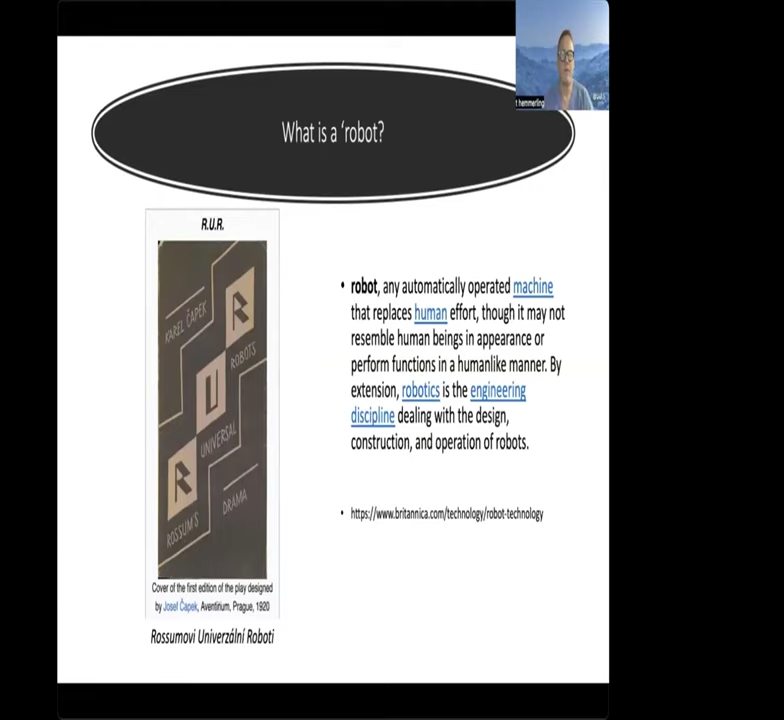 t hemmerling
What is a 'robot?
R.U.R.
KAREL ČAPEK
R
ROBOTS
U
UNIVERSAL
R
ROSSUM'S
DRAMA
Cover of the first edition of the play designed
by Josef Čapek, Aventirium, Prague, 1920
Rossumovi Univerzální Roboti
• robot, any automatically operated machine
that replaces human effort, though it may not
resemble human beings in appearance or
perform functions in a humanlike manner. By
extension, robotics is the engineering
discipline dealing with the design,
construction, and operation of robots.
• https://www.britannica.com/technology/robot-technology